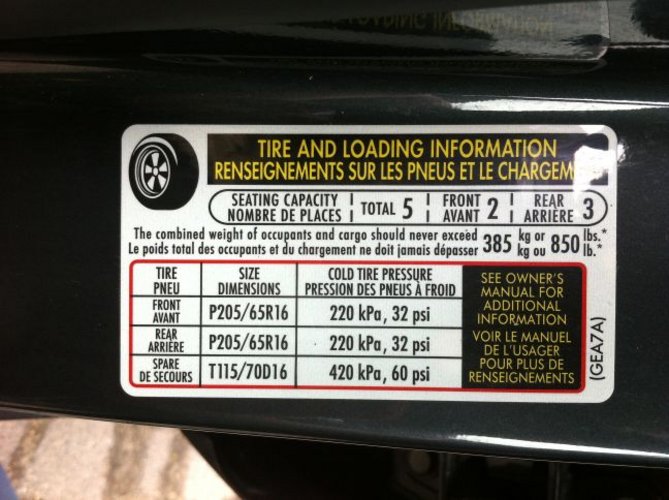 TIRE AND LOADING INFORMATION
RENSEIGNEMENTS SUR LES PNEUS ET LE CHARGEM
SEATING CAPACITY
NOMBRE DE PLACES
TOTAL 5
FRONT
AVANT 2
REAR
ARRIÈRE 3
The combined weight of occupants and cargo should never exceed 385 kg or 850 lbs.*
Le poids total des occupants et du chargement ne doit jamais dépasser 385 kg ou 850 lb.*
TIRE
PNEU
SIZE
DIMENSIONS
COLD TIRE PRESSURE
PRESSION DES PNEUS À FROID
FRONT
AVANT
P205/65R16
220 kPa, 32 psi
REAR
ARRIÈRE
P205/65R16
220 kPa, 32 psi
SPARE
DE SECOURS
T115/70D16
420 kPa, 60 psi
SEE OWNER'S
MANUAL FOR
ADDITIONAL
INFORMATION
VOIR LE MANUEL
DE L'USAGER
POUR PLUS DE
RENSEIGNEMENTS
(GEA7A)